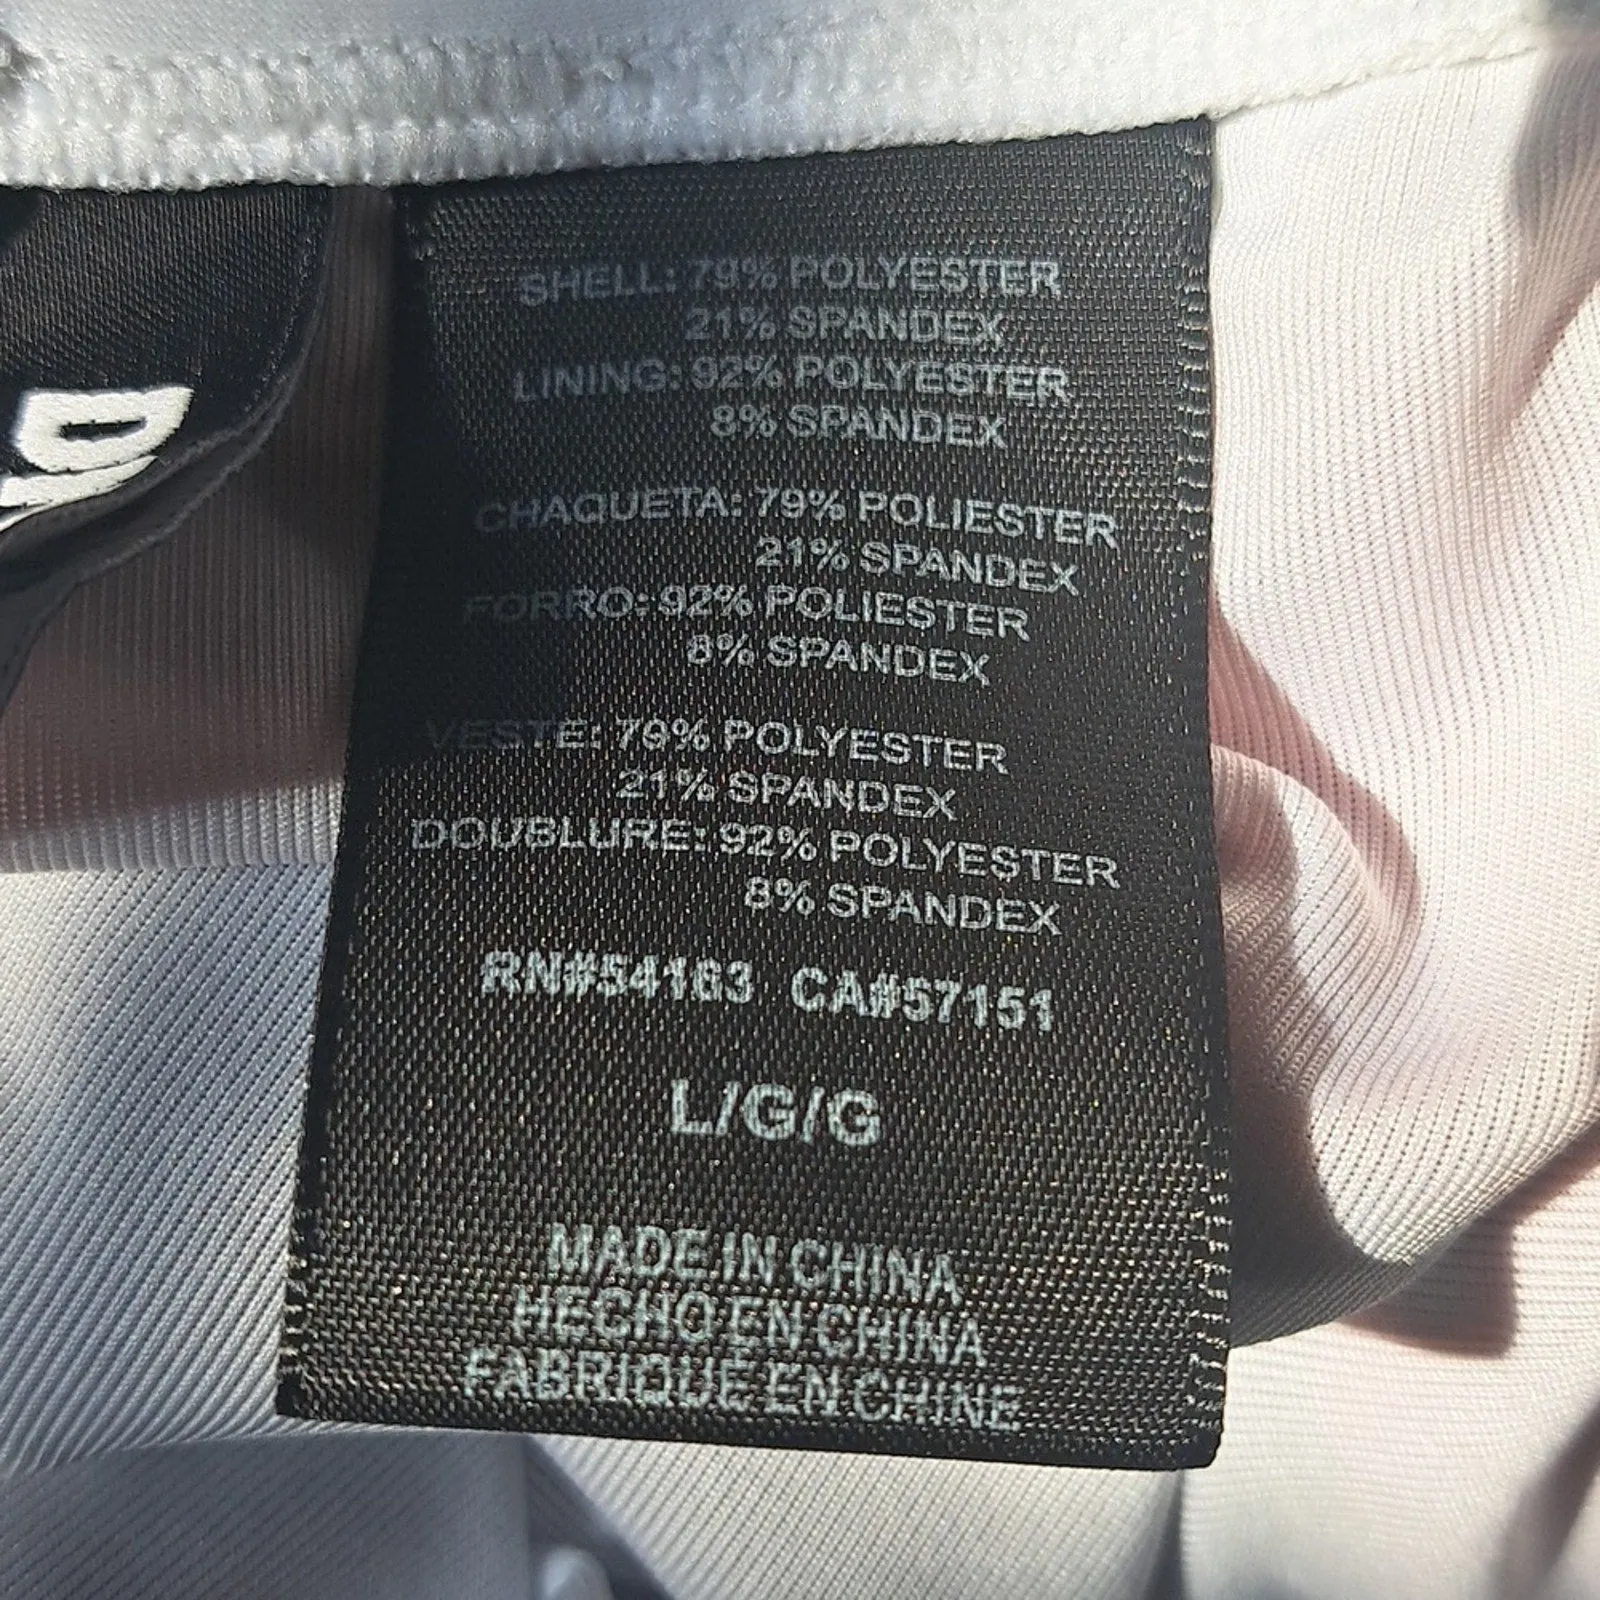 SHELL: 79% POLYESTER
21% SPANDEX
LINING: 92% POLYESTER
8% SPANDEX
CHAQUETA: 79% POLIESTER
21% SPANDEX
FORRO: 92% POLIESTER
8% SPANDEX
VESTE: 79% POLYESTER
21% SPANDEX
DOUBLURE: 92% POLYESTER
8% SPANDEX
RN#54163 CA#57151
L/G/G
MADE IN CHINA
HECHO EN CHINA
FABRIQUÉ EN CHINE